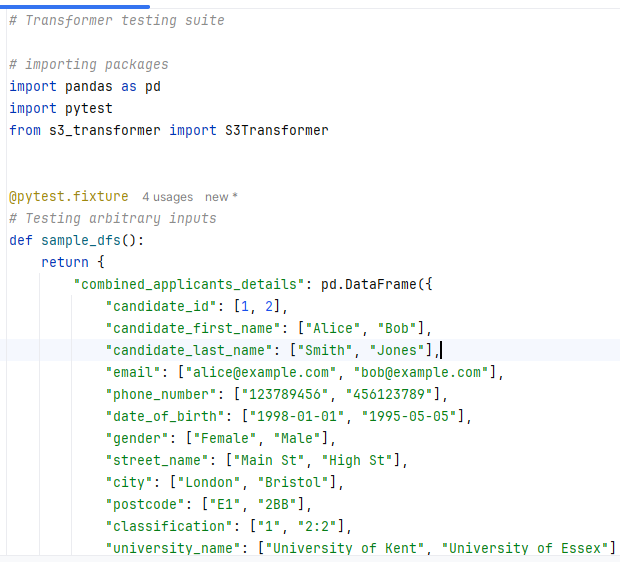 # Transformer testing suite
# importing packages
import pandas as pd
import pytest
from s3_transformer import S3Transformer
@pytest.fixture 4 usages new *
# Testing arbitrary inputs
def sample_dfs():
    return {
        "combined_applicants_details": pd.DataFrame({
            "candidate_id": [1, 2],
            "candidate_first_name": ["Alice", "Bob"],
            "candidate_last_name": ["Smith", "Jones"],
            "email": ["alice@example.com", "bob@example.com"],
            "phone_number": ["123789456", "456123789"],
            "date_of_birth": ["1998-01-01", "1995-05-05"],
            "gender": ["Female", "Male"],
            "street_name": ["Main St", "High St"],
            "city": ["London", "Bristol"],
            "postcode": ["E1", "2BB"],
            "classification": ["1", "2:2"],
            "university_name": ["University of Kent", "University of Essex"]